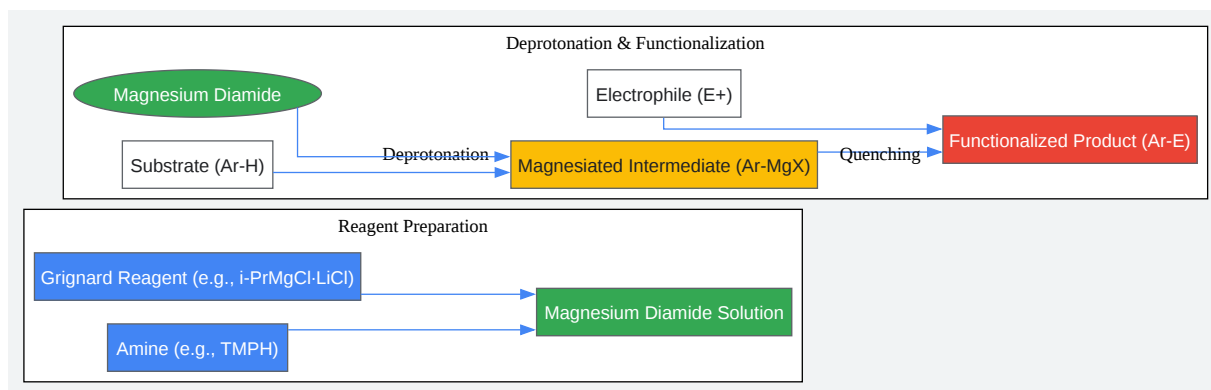 Deprotonation & Functionalization
Magnesium Diamide
Electrophile (E+)
Functionalized Product (Ar-E)
Substrate (Ar-H)
Deprotonation
Magnesiated Intermediate (Ar-MgX)
Quenching
Reagent Preparation
Grignard Reagent (e.g., i-PrMgCl·LiCl)
Magnesium Diamide Solution
Amine (e.g., TMPH)